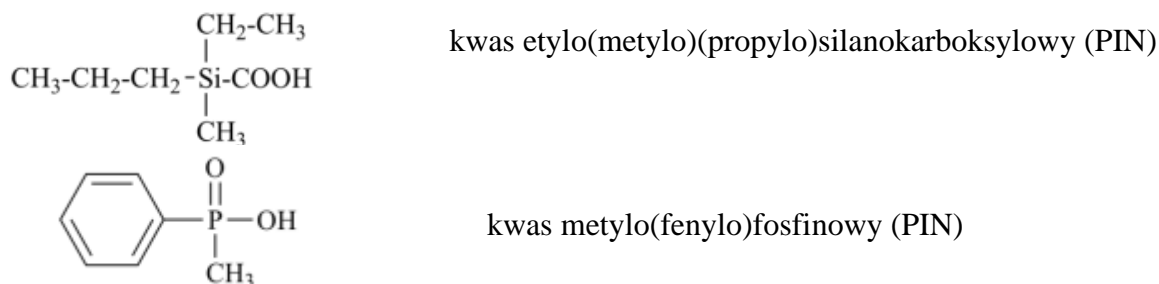 CH₂-CH₃
kwas etylo(metylo)(propylo)silanokarboksylowy (PIN)
CH₃-CH₂-CH₂-Si-COOH
CH₃
O
P-OH
kwas metylo(fenylo)fosfinowy (PIN)
CH₃